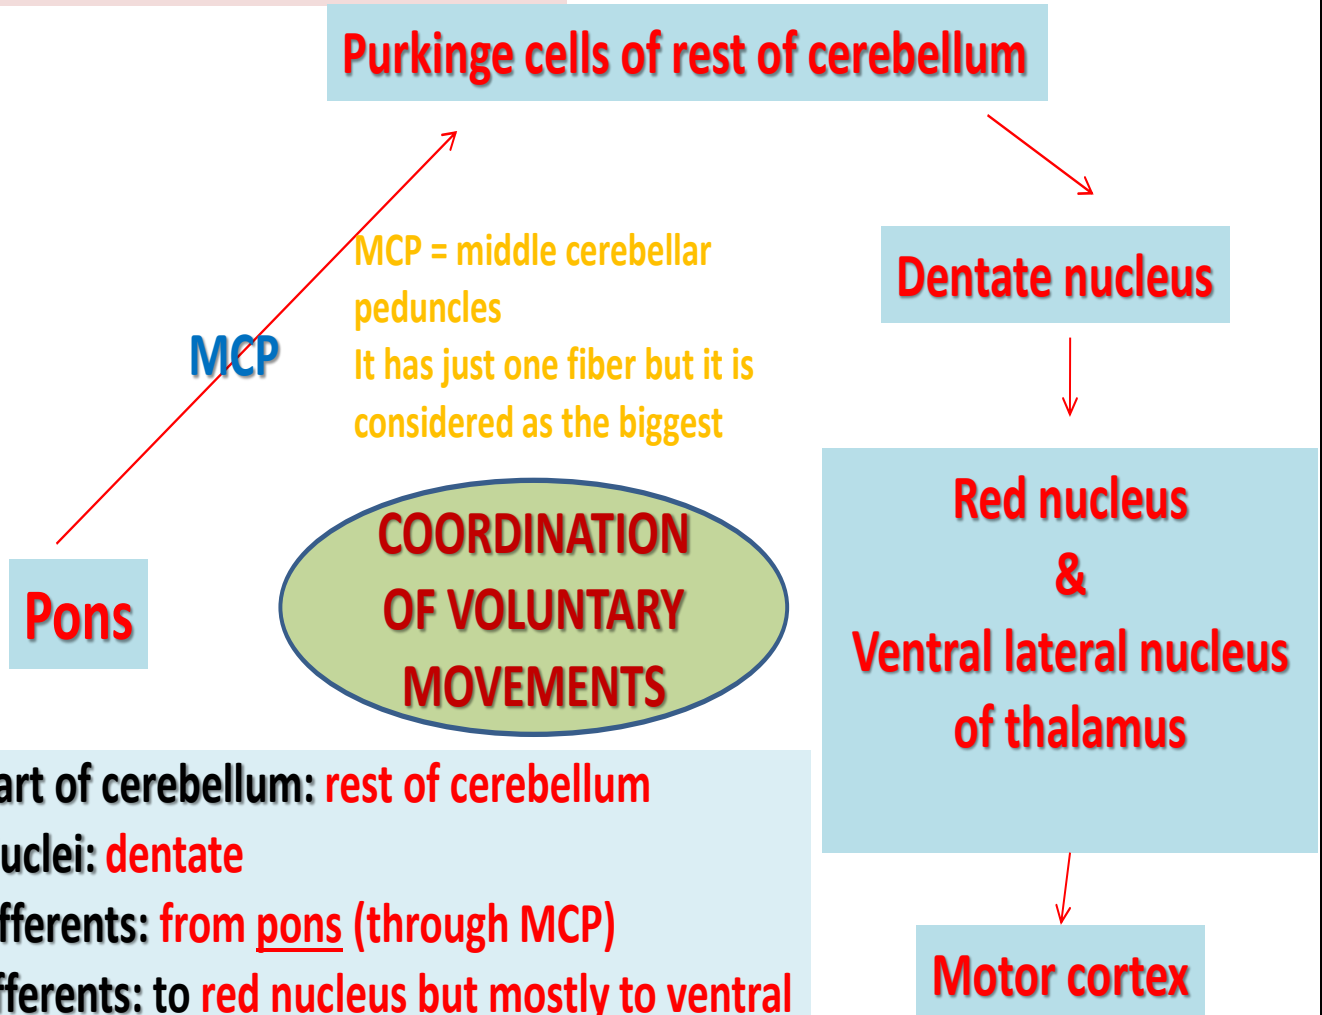 Purkinge cells of rest of cerebellum
MCP = middle cerebellar
peduncles
It has just one fiber but it is
considered as the biggest
MCP
Dentate nucleus
Red nucleus
&
Ventral lateral nucleus
of thalamus
COORDINATION
OF VOLUNTARY
MOVEMENTS
Pons
art of cerebellum: rest of cerebellum
uclei: dentate
fferents: from pons (through MCP)
fferents: to red nucleus but mostly to ventral
Motor cortex